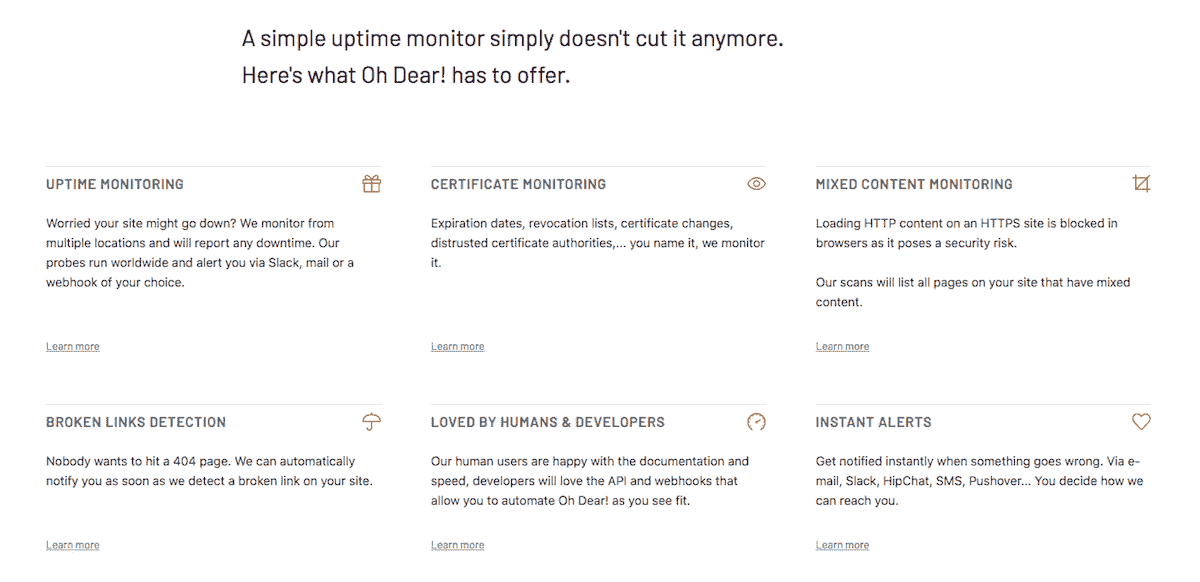 A simple uptime monitor simply doesn't cut it anymore.
Here's what Oh Dear! has to offer.
UPTIME MONITORING
Worried your site might go down? We monitor from
multiple locations and will report any downtime. Our
probes run worldwide and alert you via Slack, mail or a
webhook of your choice.
Learn more
CERTIFICATE MONITORING
Expiration dates, revocation lists, certificate changes,
distrusted certificate authorities,... you name it, we monitor
it.
Learn more
MIXED CONTENT MONITORING
Loading HTTP content on an HTTPS site is blocked in
browsers as it poses a security risk.
Our scans will list all pages on your site that have mixed
content.
Learn more
BROKEN LINKS DETECTION
Nobody wants to hit a 404 page. We can automatically
notify you as soon as we detect a broken link on your site.
Learn more
LOVED BY HUMANS & DEVELOPERS
Our human users are happy with the documentation and
speed, developers will love the API and webhooks that
allow you to automate Oh Dear! as you see fit.
Learn more
INSTANT ALERTS
Get notified instantly when something goes wrong. Via e-
mail, Slack, HipChat, SMS, Pushover... You decide how we
can reach you.
Learn more